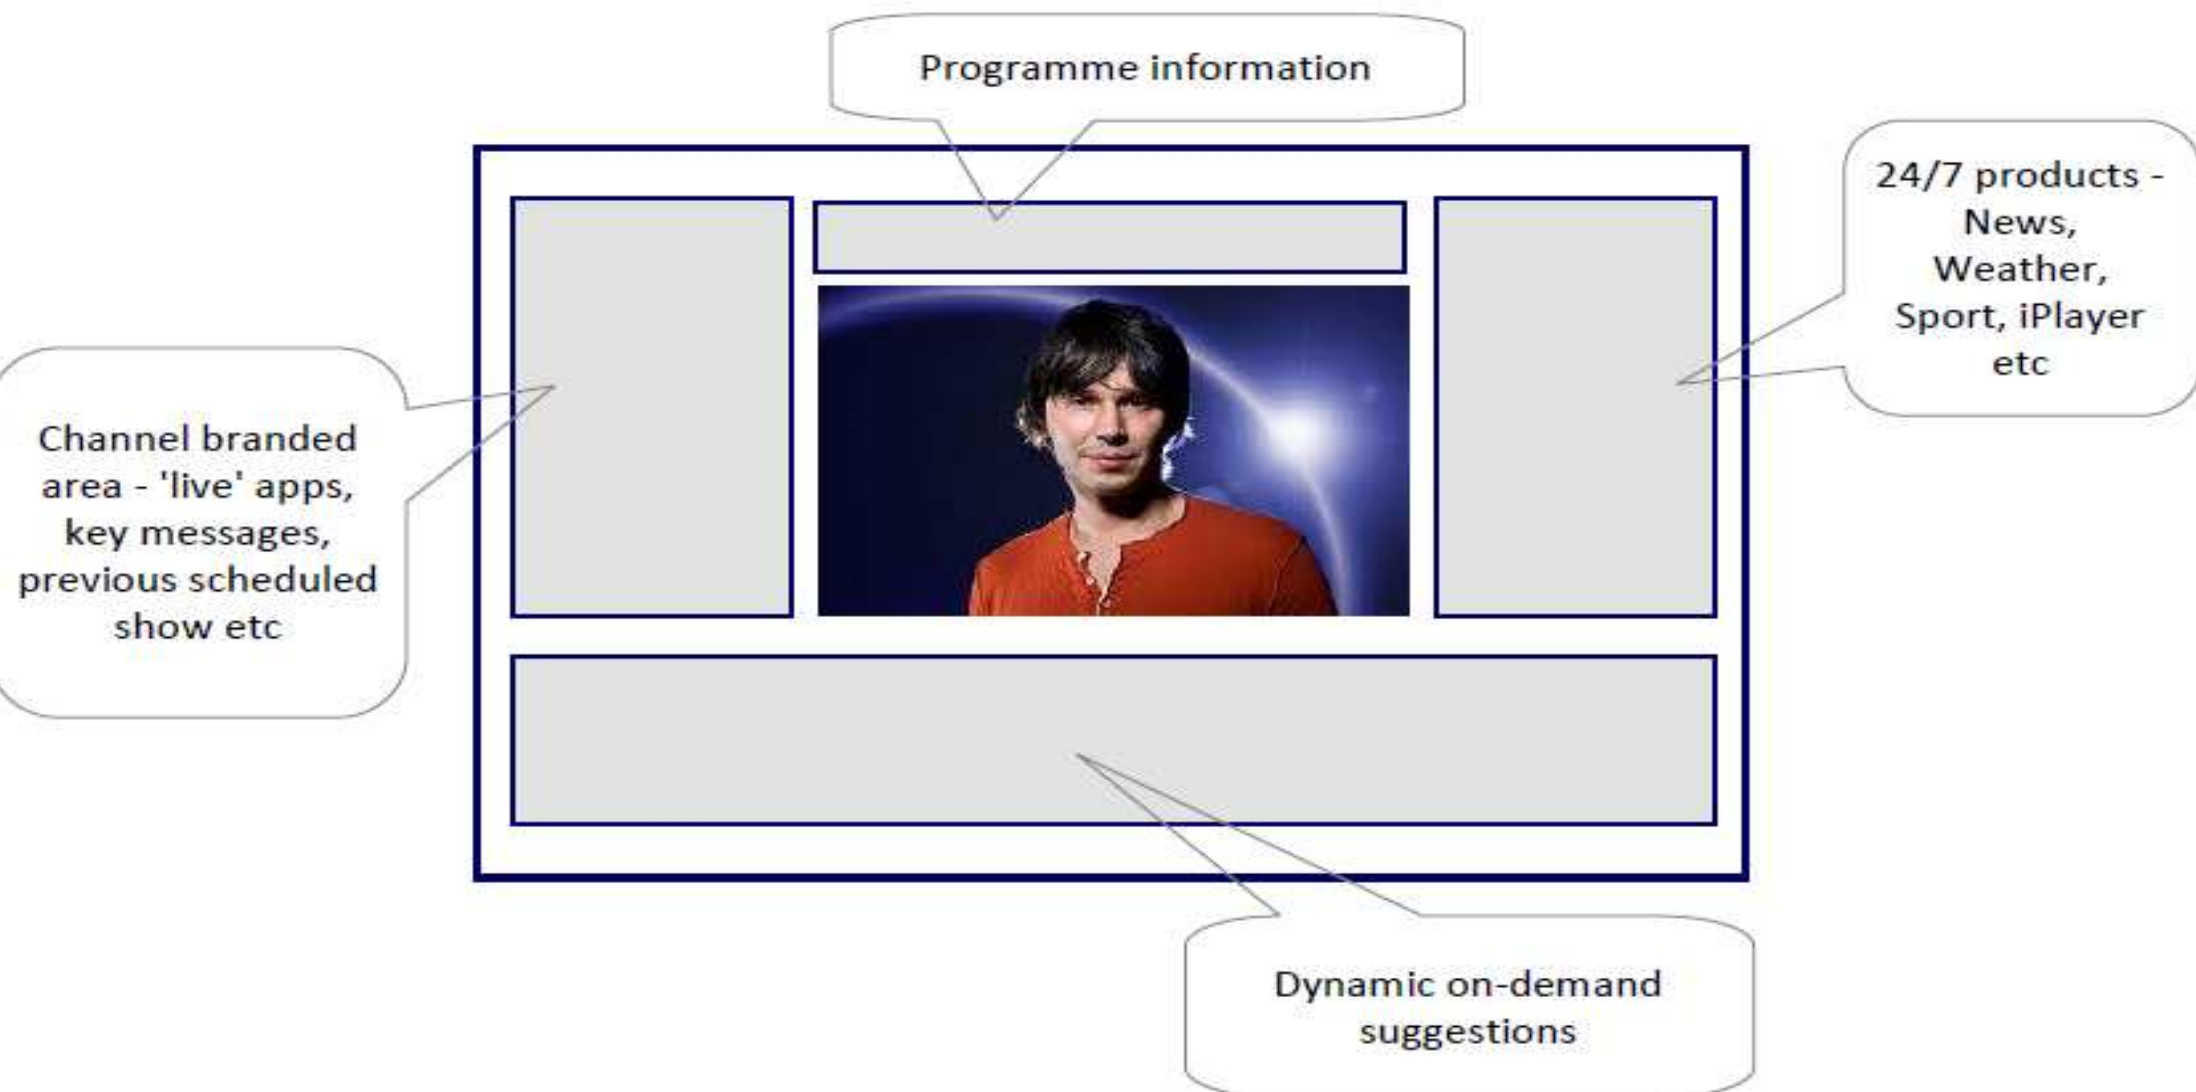 Programme information
24/7 products -
News,
Weather,
Sport, iPlayer
etc
Channel branded
area - 'live' apps,
key messages,
previous scheduled
show etc
Dynamic on-demand
suggestions